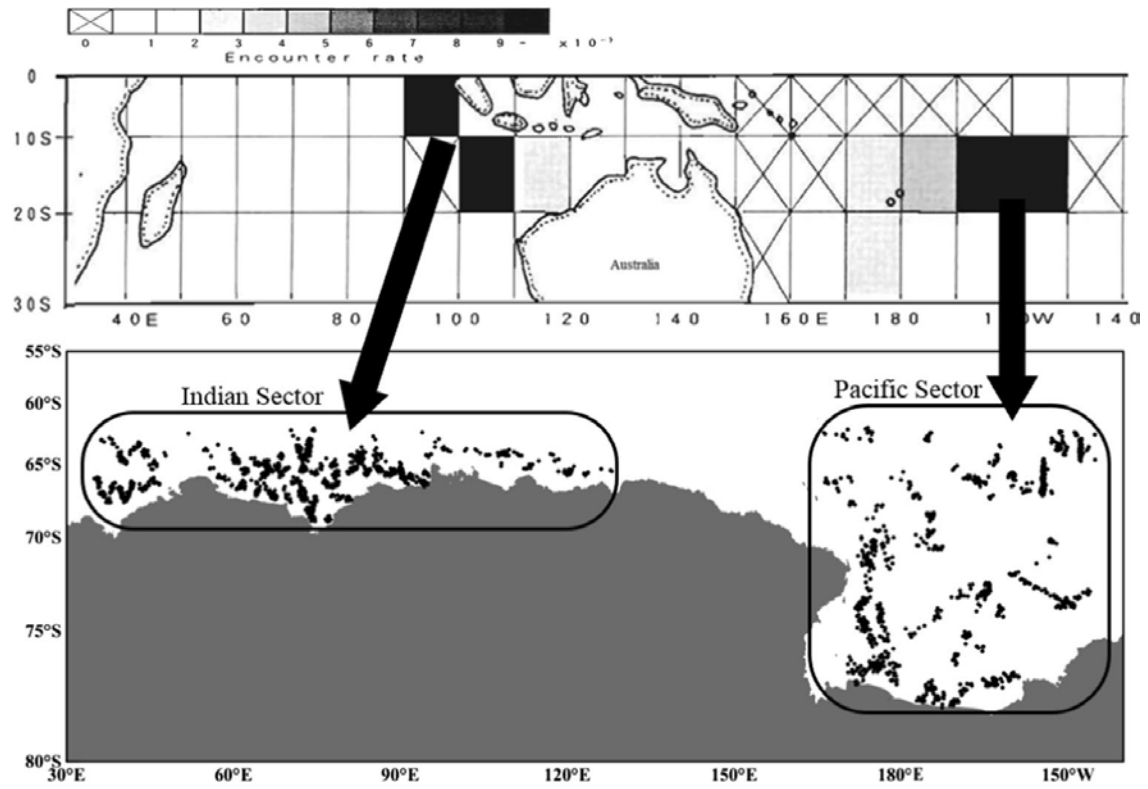 0 1 2 3 4 5 6 7 8 9 - x10⁻³
Encounter rate
0
10S
20S
30S
Australia
40E 60 80 100 120 140 160E 180 W 140
55°S
60°S
65°S
70°S
75°S
80°S
Indian Sector
Pacific Sector
30°E 60°E 90°E 120°E 150°E 180°E 150°W